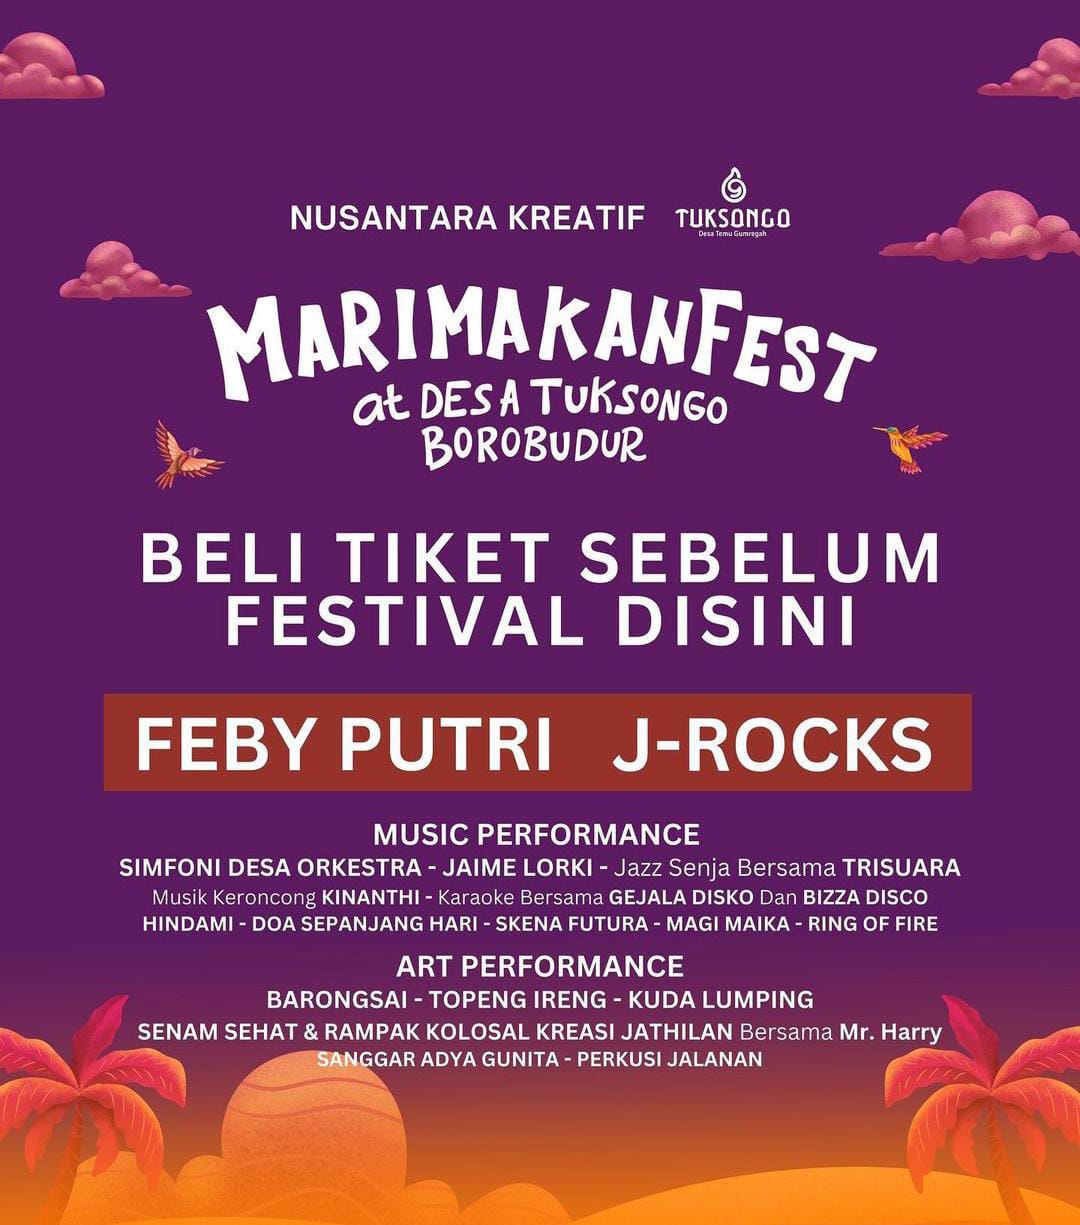 NUSANTARA KREATIF
TUKSONGO
Desa Temu Gumregah
MARIMAKANFEST
at DESA TUKSONGO
BOROBUDUR
BELI TIKET SEBELUM
FESTIVAL DISINI
FEBY PUTRI J-ROCKS
MUSIC PERFORMANCE
SIMFONI DESA ORKESTRA - JAIME LORKI - Jazz Senja Bersama TRISUARA
Musik Keroncong KINANTHI - Karaoke Bersama GEJALA DISKO Dan BIZZA DISCO
HINDAMI - DOA SEPANJANG HARI - SKENA FUTURA - MAGI MAIKA - RING OF FIRE
ART PERFORMANCE
BARONGSAI - TOPENG IRENG - KUDA LUMPING
SENAM SEHAT & RAMPAK KOLOSAL KREASI JATHILAN Bersama Mr. Harry
SANGGAR ADYA GUNITA - PERKUSI JALANAN